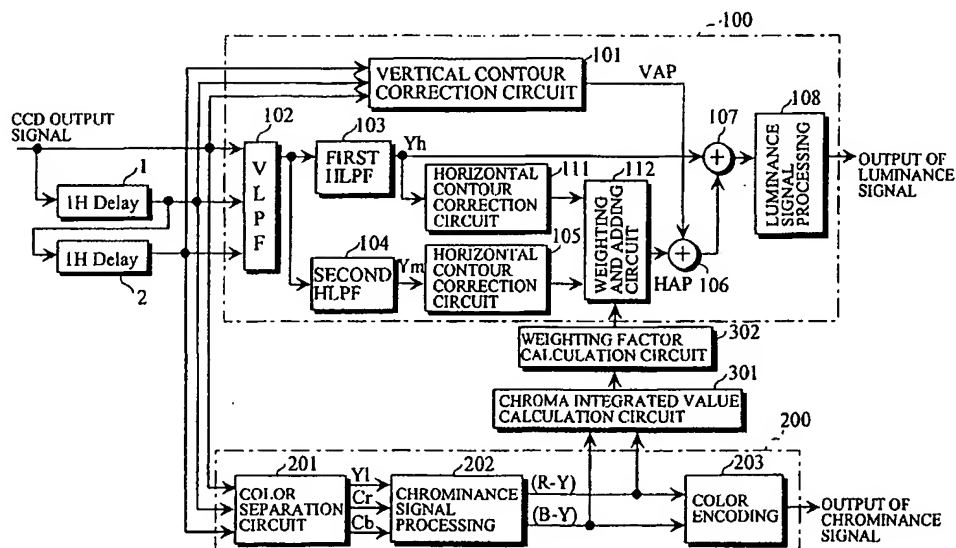 100
101
VERTICAL CONTOUR
CORRECTION CIRCUIT
VAP
CCD OUTPUT
SIGNAL
102
V
L
P
F
103
FIRST
HLPF
Yh
107
+
108
LUMINANCE
SIGNAL
PROCESSING
OUTPUT OF
LUMINANCE
SIGNAL
1
1H Delay
111
HORIZONTAL
CONTOUR
CORRECTION
CIRCUIT
112
WEIGHTING
AND ADDING
CIRCUIT
1H Delay
2
104
SECOND
HLPF
Ym
105
HORIZONTAL
CONTOUR
CORRECTION
CIRCUIT
+
HAP
106
302
WEIGHTING FACTOR
CALCULATION CIRCUIT
301
CHROMA INTEGRATED VALUE
CALCULATION CIRCUIT
200
201
COLOR
SEPARATION
CIRCUIT
Yl
Cr
Cb
202
CHROMINANCE
SIGNAL
PROCESSING
(R-Y)
(B-Y)
203
COLOR
ENCODING
OUTPUT OF
CHROMINANCE
SIGNAL